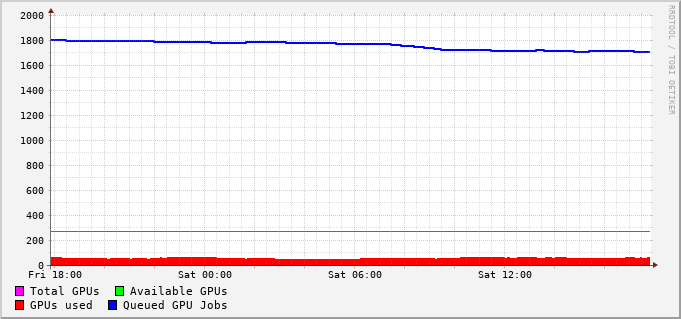 2000
1800
1600
1400
1200
1000
800
600
400
200
0
Fri 18:00 Sat 00:00 Sat 06:00 Sat 12:00
Total GPUs Available GPUs
GPUs used Queued GPU Jobs
RRDTOOL / TOBI OETIKER